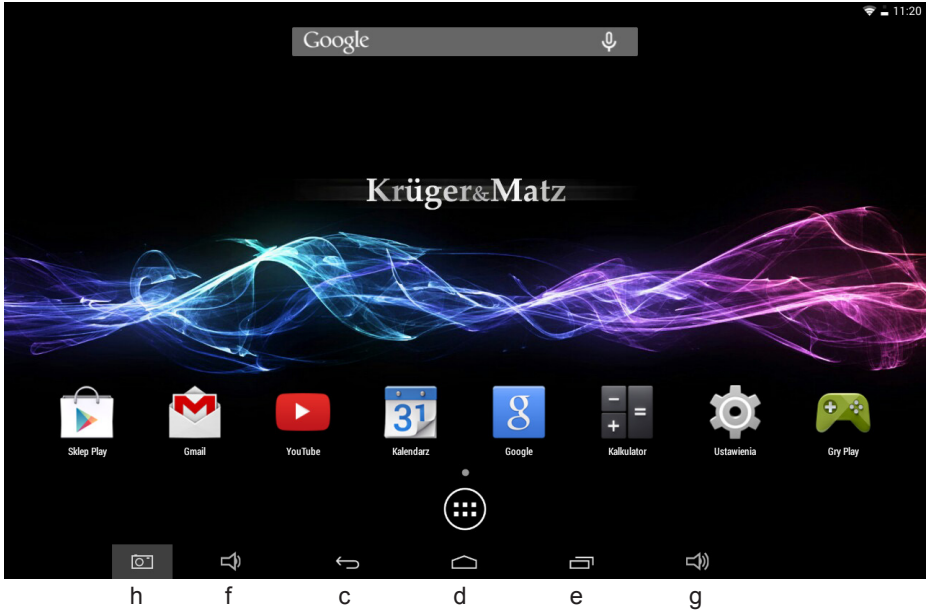 11:20
Google
Krüger&Matz
31
g
Sklep Play
Gmail
YouTube
Kalendarz
Google
Kalkulator
Ustawienia
Gry Play
h f c d e g